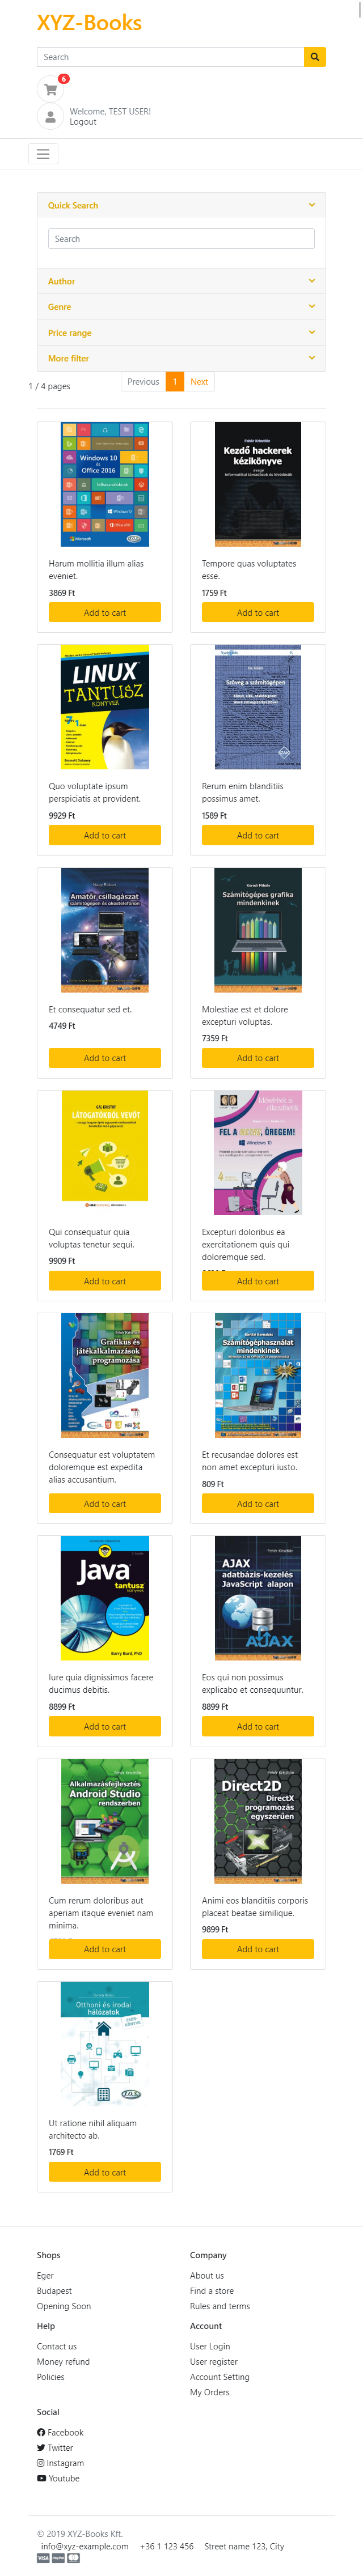 XYZ-Books
Search
6
Welcome, TEST USER!
Logout
Quick Search
Search
Author
Genre
Price range
More filter
1 / 4 pages
Previous
1
Next
Windows 10
és
Office 2016
Harum mollitia illum alias
eveniet.
3869 Ft
Add to cart
Kezdő hackerek
kézikönyve
Tempore quas voluptates
esse.
1759 Ft
Add to cart
LINUX
TANTUSZ
KÖNYVEK
Quo voluptate ipsum
perspiciatis at provident.
9929 Ft
Add to cart
Szöveg a számítógépen
Rerum enim blanditiis
possimus amet.
1589 Ft
Add to cart
Amatőr csillagászat
számítógépen és okostelefonon
Et consequatur sed et.
4749 Ft
Add to cart
Számítógépes grafika
mindenkinek
Molestiae est et dolore
excepturi voluptas.
7359 Ft
Add to cart
LÁTOGATÓKBÓL VEVŐT
Qui consequatur quia
voluptas tenetur sequi.
9909 Ft
Add to cart
FEL A
ÖREGEM!
Windows 10
Excepturi doloribus ea
exercitationem quis qui
doloremque sed.
Add to cart
Grafikus és
játékalkalmazások
programozása
Consequatur est voluptatem
doloremque est expedita
alias accusantium.
Add to cart
Számítógéphasználat
mindenkinek
Et recusandae dolores est
non amet excepturi iusto.
809 Ft
Add to cart
Java
tantusz
könyvek
Barry Burd, PhD
Iure quia dignissimos facere
ducimus debitis.
8899 Ft
Add to cart
AJAX
adatbázis-kezelés
JavaScript alapon
AJAX
Eos qui non possimus
explicabo et consequuntur.
8899 Ft
Add to cart
Alkalmazásfejlesztés
Android Studio
rendszerben
Cum rerum doloribus aut
aperiam itaque eveniet nam
minima.
Add to cart
Direct2D
DirectX
programozás
egyszerűen
Animi eos blanditiis corporis
placeat beatae similique.
9899 Ft
Add to cart
Otthoni és irodai
hálózatok
Ut ratione nihil aliquam
architecto ab.
1769 Ft
Add to cart
Shops
Eger
Budapest
Opening Soon
Company
About us
Find a store
Rules and terms
Help
Contact us
Money refund
Policies
Account
User Login
User register
Account Setting
My Orders
Social
Facebook
Twitter
Instagram
Youtube
© 2019 XYZ-Books Kft.
info@xyz-example.com +36 1 123 456 Street name 123, City
VISA PayPal